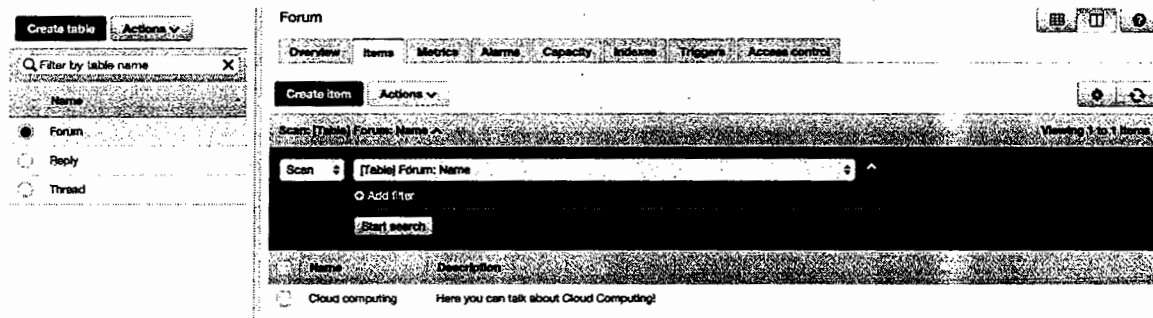 Create table Actions
Filter by table name
Name
Forum
Reply
Thread
Forum
Overview Items Metrics Alarms Capacity Indexes Triggers Access control
Create item Actions
Scan: [Table] Forum: Name Viewing 1 to 1 Items
Scan [Table] Forum: Name
Add filter
Start search
Name Description
Cloud computing Here you can talk about Cloud Computing!